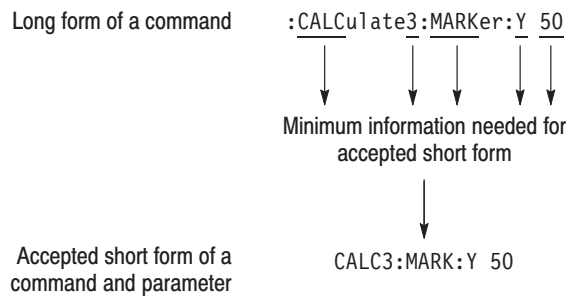 Long form of a command :CALCulate3:MARKer:Y 50
Minimum information needed for
accepted short form
Accepted short form of a CALC3:MARK:Y 50
command and parameter